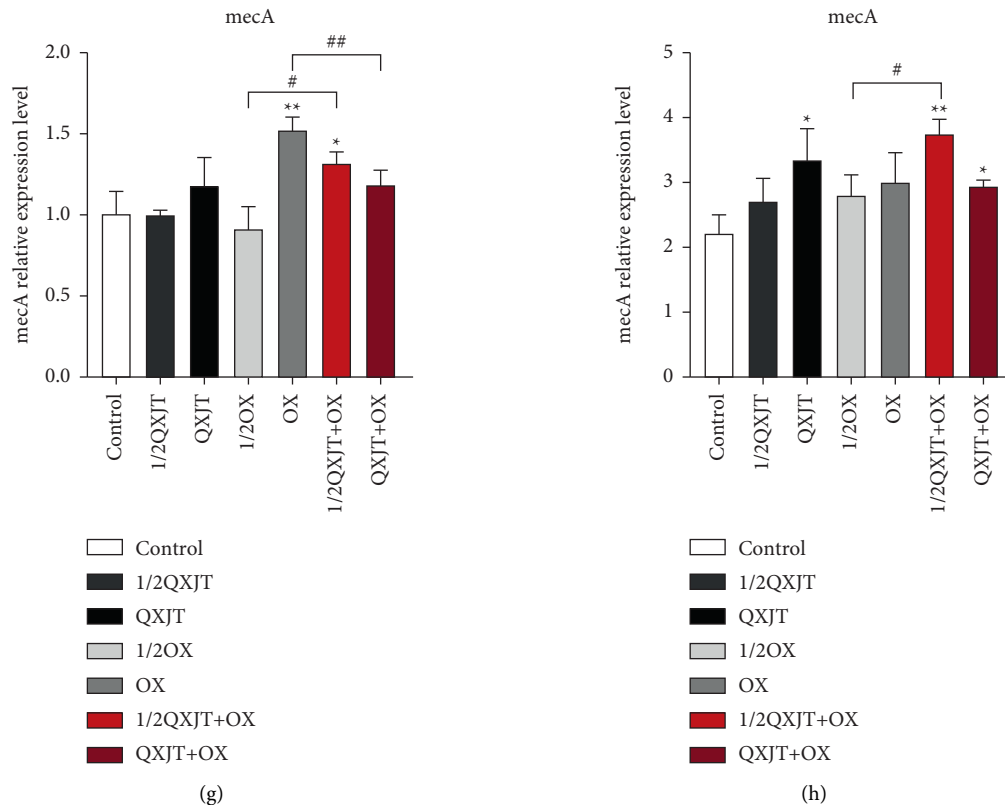 mecA
##
#
**
*
2.0
1.5
1.0
0.5
0.0
mecA relative expression level
Control
1/2QXJT
QXJT
1/2OX
OX
1/2QXJT+OX
QXJT+OX
Control
1/2QXJT
QXJT
1/2OX
OX
1/2QXJT+OX
QXJT+OX
(g)
mecA
#
*
**
*
5
4
3
2
1
0
mecA relative expression level
Control
1/2QXJT
QXJT
1/2OX
OX
1/2QXJT+OX
QXJT+OX
Control
1/2QXJT
QXJT
1/2OX
OX
1/2QXJT+OX
QXJT+OX
(h)